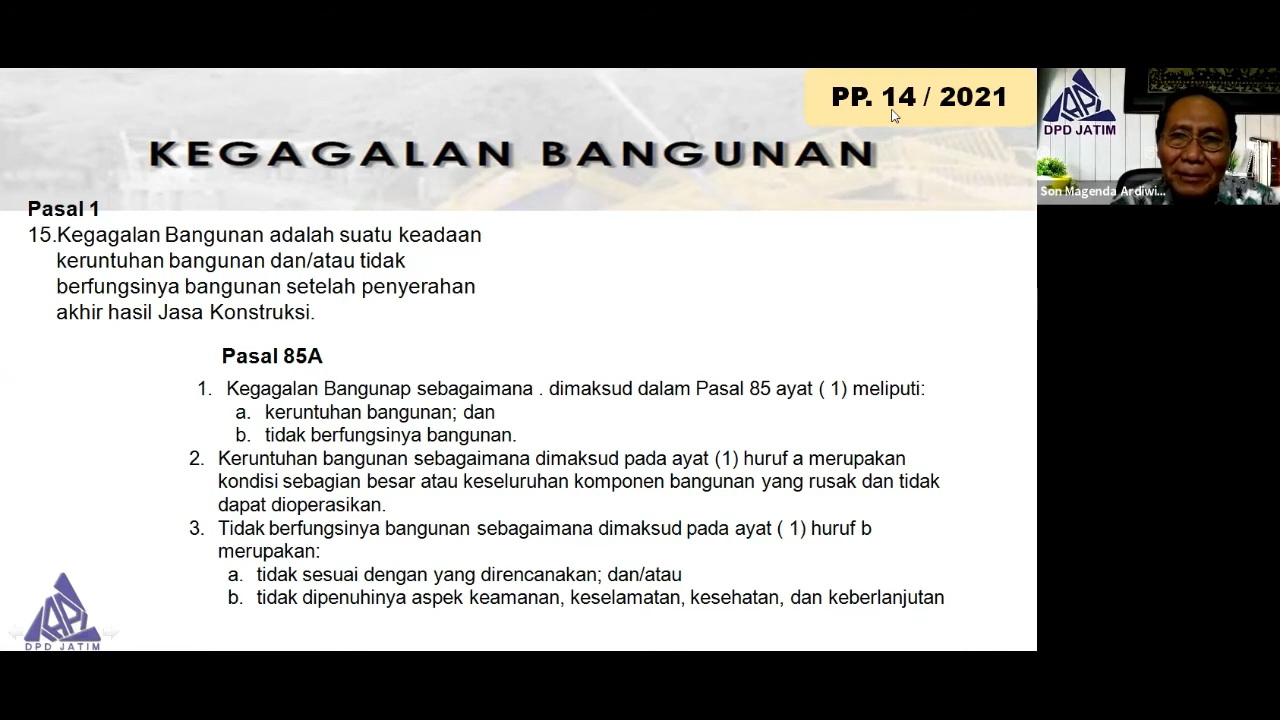 PP. 14 / 2021
KEGAGALAN BANGUNAN
DPD JATIM
Son Magenda Ardiwi...
Pasal 1
15.Kegagalan Bangunan adalah suatu keadaan
keruntuhan bangunan dan/atau tidak
berfungsinya bangunan setelah penyerahan
akhir hasil Jasa Konstruksi.
Pasal 85A
1. Kegagalan Bangunap sebagaimana . dimaksud dalam Pasal 85 ayat ( 1) meliputi:
a. keruntuhan bangunan; dan
b. tidak berfungsinya bangunan.
2. Keruntuhan bangunan sebagaimana dimaksud pada ayat (1) huruf a merupakan
kondisi sebagian besar atau keseluruhan komponen bangunan yang rusak dan tidak
dapat dioperasikan.
3. Tidak berfungsinya bangunan sebagaimana dimaksud pada ayat ( 1) huruf b
merupakan:
a. tidak sesuai dengan yang direncanakan; dan/atau
b. tidak dipenuhinya aspek keamanan, keselamatan, kesehatan, dan keberlanjutan
DPD JATIM